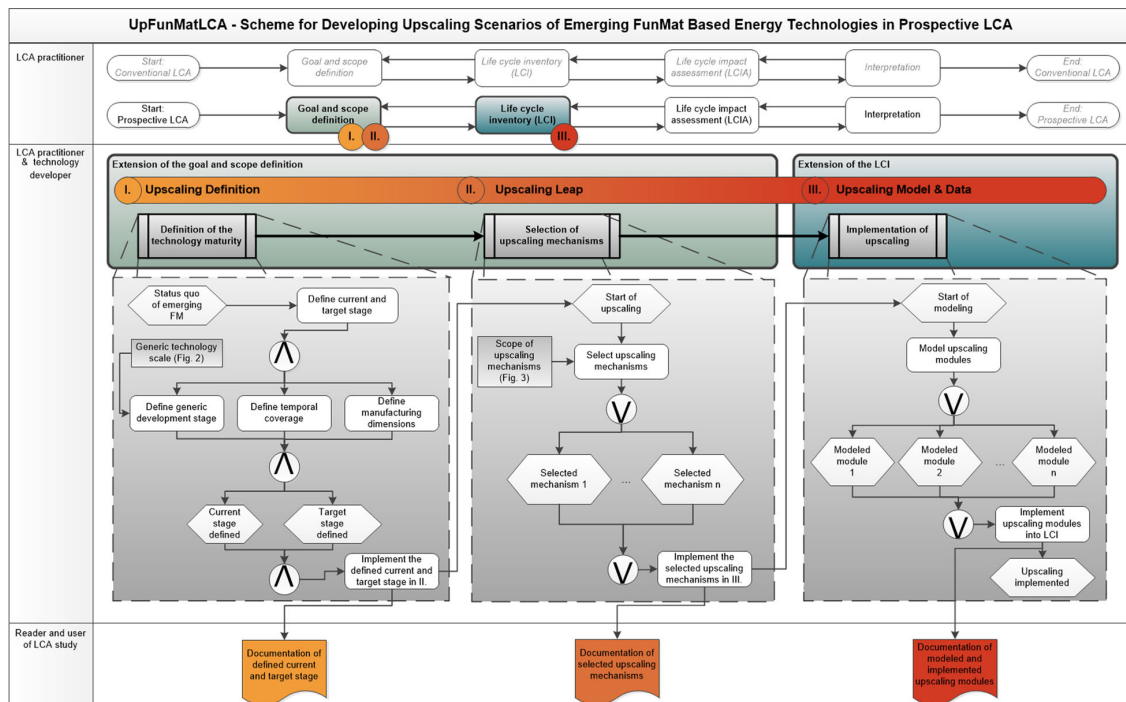 UpFunMatLCA - Scheme for Developing Upscaling Scenarios of Emerging FunMat Based Energy Technologies in Prospective LCA
LCA practitioner
Start:
Conventional LCA
Goal and scope
definition
Life cycle inventory
(LCI)
Life cycle impact
assessment (LCIA)
Interpretation
End:
Conventional LCA
Start:
Prospective LCA
Goal and scope
definition
Life cycle
inventory (LCI)
Life cycle impact
assessment (LCIA)
Interpretation
End:
Prospective LCA
I.
II.
III.
LCA practitioner
& technology
developer
Extension of the goal and scope definition
Extension of the LCI
I.
Upscaling Definition
II.
Upscaling Leap
III.
Upscaling Model & Data
Definition of the
technology maturity
Selection of
upscaling mechanisms
Implementation of
upscaling
Status quo
of emerging
FM
Define current and
target stage
Generic technology
scale (Fig. 2)
Λ
Define generic
development stage
Define temporal
coverage
Define
manufacturing
dimensions
Λ
Current
stage
defined
Target
stage
defined
Λ
Implement the
defined current and
target stage in II.
Start of
upscaling
Scope of
upscaling
mechanisms
(Fig. 3)
Select upscaling
mechanisms
V
Selected
mechanism 1
...
Selected
mechanism n
V
Implement the
selected upscaling
mechanisms in III.
Start of
modeling
Model upscaling
modules
V
Modeled
module
1
Modeled
module
2
...
Modeled
module
n
V
Implement
upscaling modules
into LCI
Upscaling
implemented
Reader and user
of LCA study
Documentation of
defined current
and target stage
Documentation of
selected upscaling
mechanisms
Documentation of
modeled and
implemented
upscaling modules